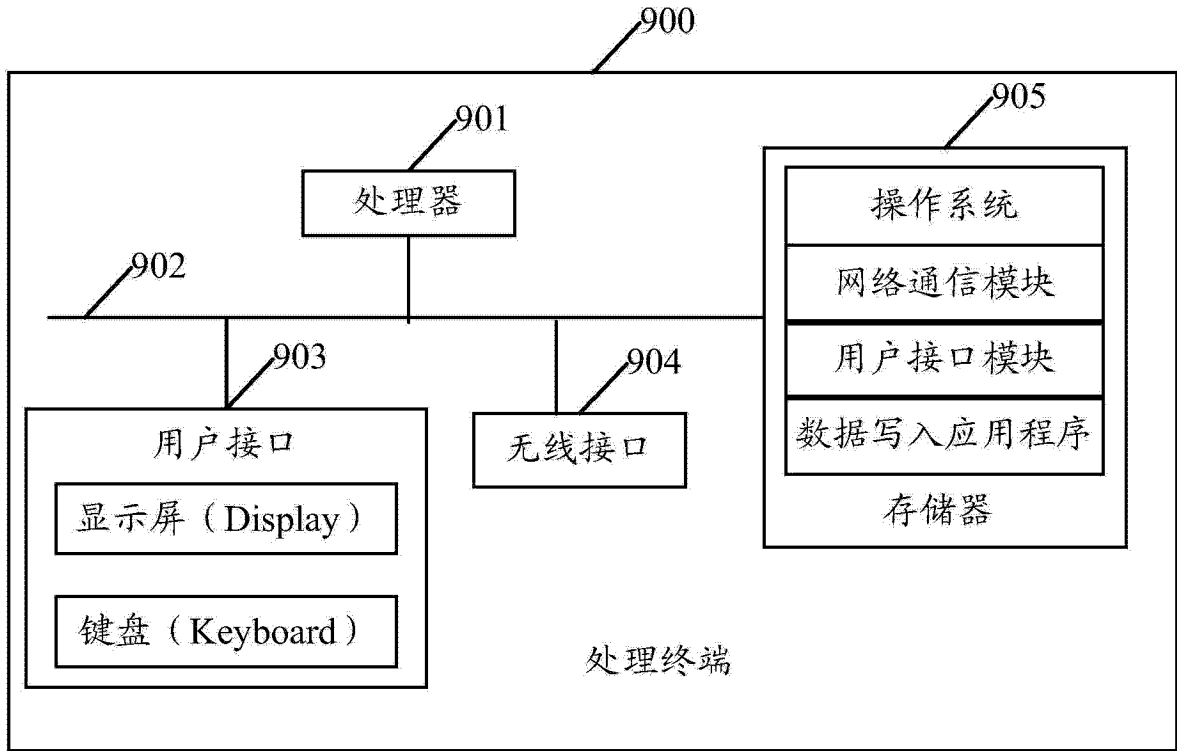 900
905
901
处理器
操作系统
902
网络通信模块
903
904
用户接口模块
用户接口
无线接口
数据写入应用程序
显示屏（Display）
存储器
键盘（Keyboard）
处理终端